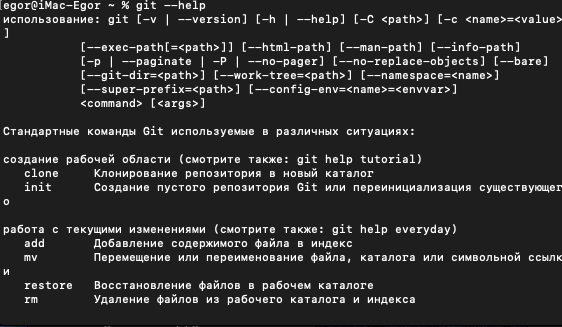 [egor@iMac-Egor ~ % git --help
использование: git [-v | --version] [-h | --help] [-C <path>] [-c <name>=<value>
]
[--exec-path[=<path>]] [--html-path] [--man-path] [--info-path]
[-p | --paginate | -P | --no-pager] [--no-replace-objects] [--bare]
[--git-dir=<path>] [--work-tree=<path>] [--namespace=<name>]
[--super-prefix=<path>] [--config-env=<name>=<envvar>]
<command> [<args>]
Стандартные команды Git используемые в различных ситуациях:
создание рабочей области (смотрите также: git help tutorial)
clone Клонирование репозитория в новый каталог
init Создание пустого репозитория Git или переинициализация существующег
о
работа с текущими изменениями (смотрите также: git help everyday)
add Добавление содержимого файла в индекс
mv Перемещение или переименование файла, каталога или символьной ссылк
и
restore Восстановление файлов в рабочем каталоге
rm Удаление файлов из рабочего каталога и индекса